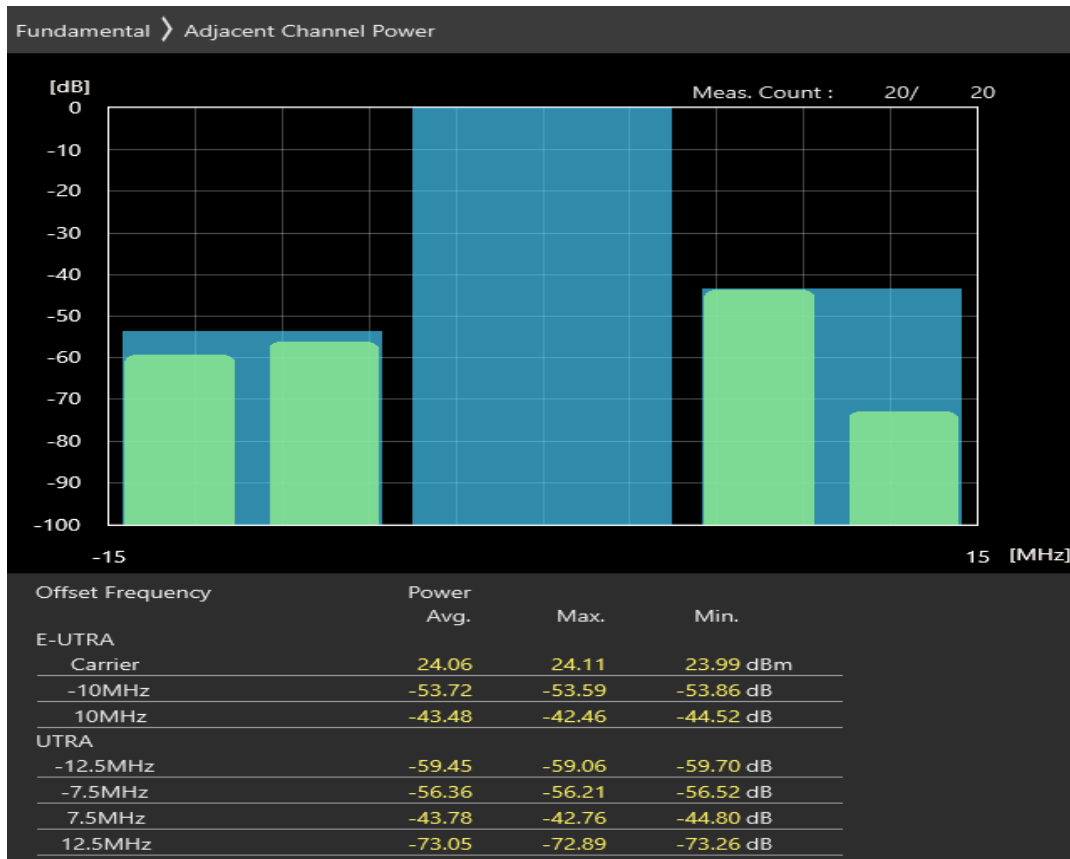 Fundamental ❯ Adjacent Channel Power
[dB]
Meas. Count : 20/ 20
0
-10
-20
-30
-40
-50
-60
-70
-80
-90
-100
-15 15 [MHz]
Offset Frequency Power
Avg. Max. Min.
E-UTRA
Carrier 24.06 24.11 23.99 dBm
-10MHz -53.72 -53.59 -53.86 dB
10MHz -43.48 -42.46 -44.52 dB
UTRA
-12.5MHz -59.45 -59.06 -59.70 dB
-7.5MHz -56.36 -56.21 -56.52 dB
7.5MHz -43.78 -42.76 -44.80 dB
12.5MHz -73.05 -72.89 -73.26 dB